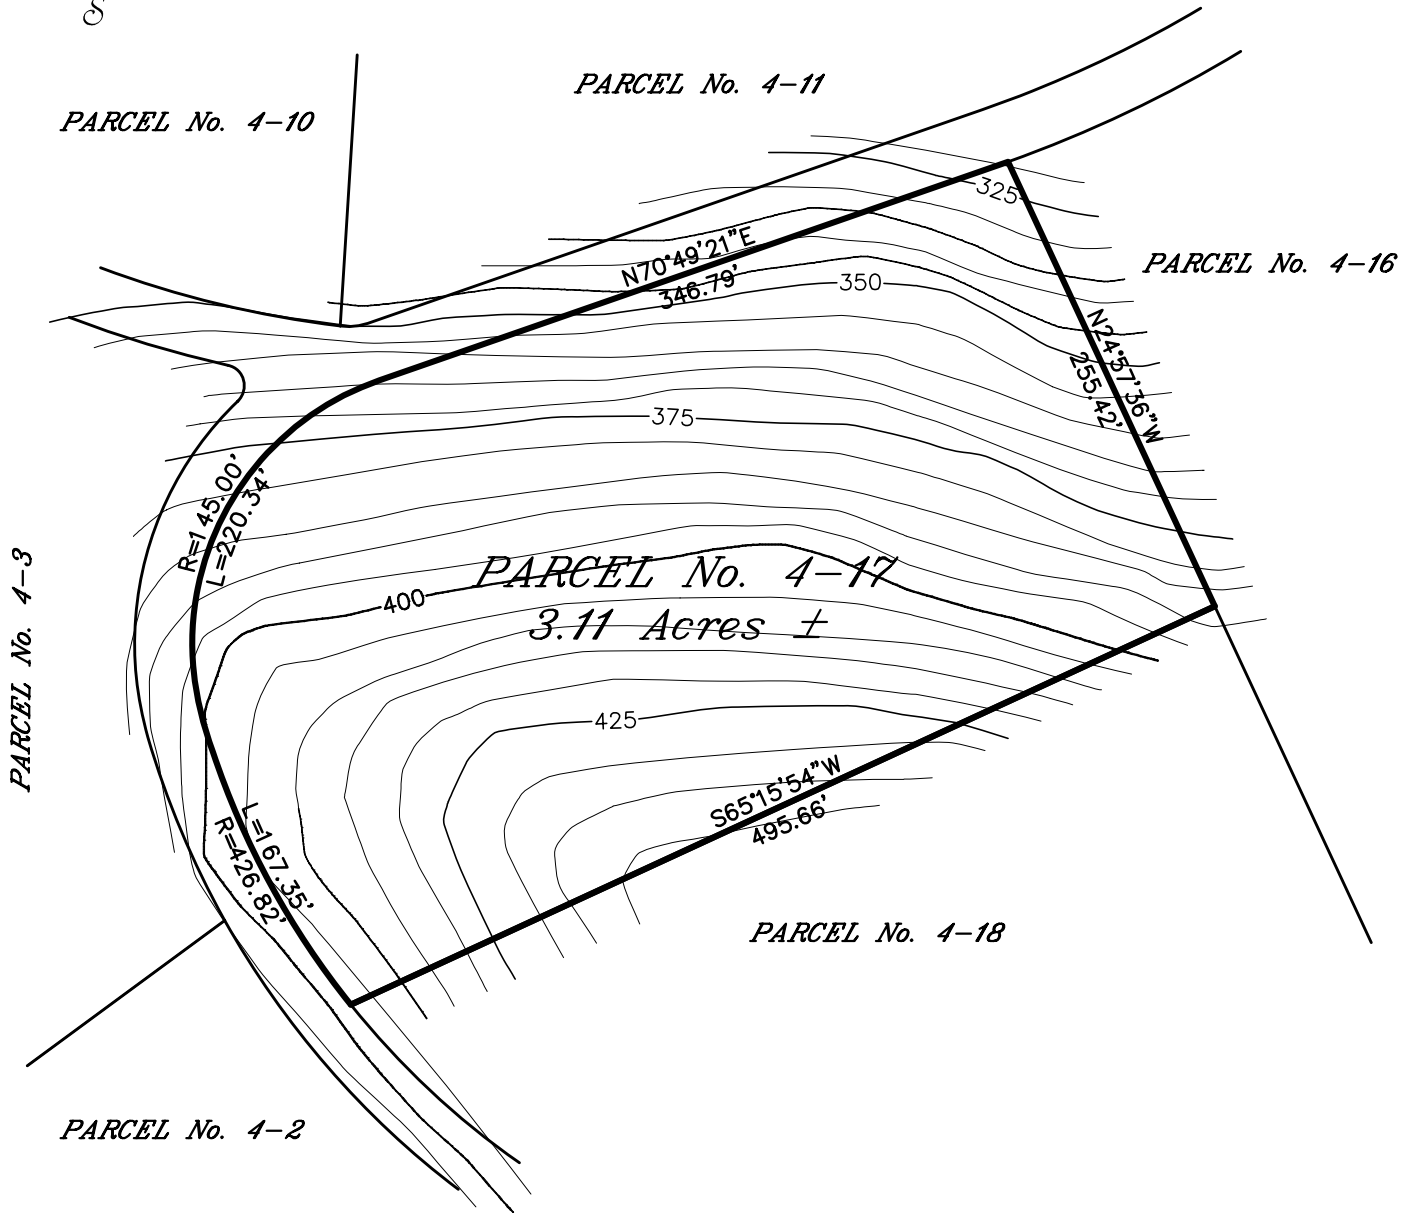 S
PARCEL No. 4-11
PARCEL No. 4-10
325
N70°49'21"E
346.79'
350
PARCEL No. 4-16
N24°57'36"W
255.42'
375
R=145.00'
L=220.34'
PARCEL No. 4-3
PARCEL No. 4-17
3.11 Acres ±
400
425
S65°15'54"W
495.66'
L=167.35'
R=426.82'
PARCEL No. 4-18
PARCEL No. 4-2